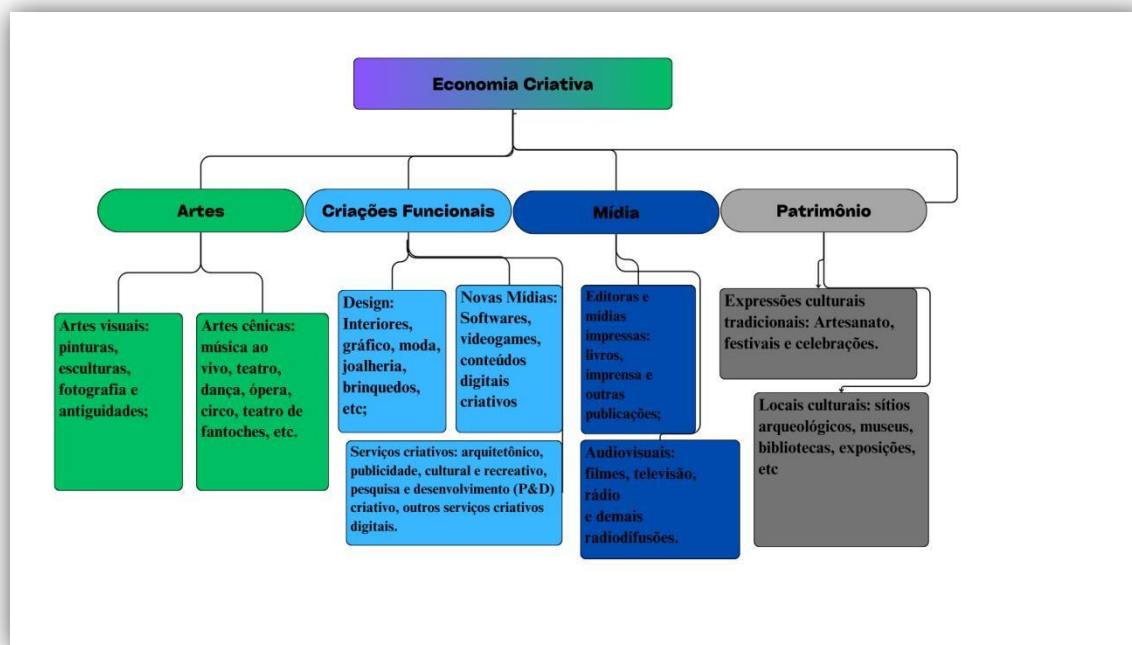 Economia Criativa
Artes
Criações Funcionais
Mídia
Patrimônio
Artes visuais:
pinturas,
esculturas,
fotografia e
antiguidades;
Artes cênicas:
música ao
vivo, teatro,
dança, ópera,
circo, teatro de
fantoches, etc.
Design:
Interiores,
gráfico, moda,
joalheria,
brinquedos,
etc;
Novas Mídias:
Softwares,
videogames,
conteúdos
digitais
criativos
Serviços criativos: arquitetônico,
publicidade, cultural e recreativo,
pesquisa e desenvolvimento (P&D)
criativo, outros serviços criativos
digitais.
Editoras e
mídias
impressas:
livros,
imprensa e
outras
publicações;
Audiovisuais:
filmes, televisão,
rádio
e demais
radiodifusões.
Expressões culturais
tradicionais: Artesanato,
festivais e celebrações.
Locais culturais: sítios
arqueológicos, museus,
bibliotecas, exposições,
etc